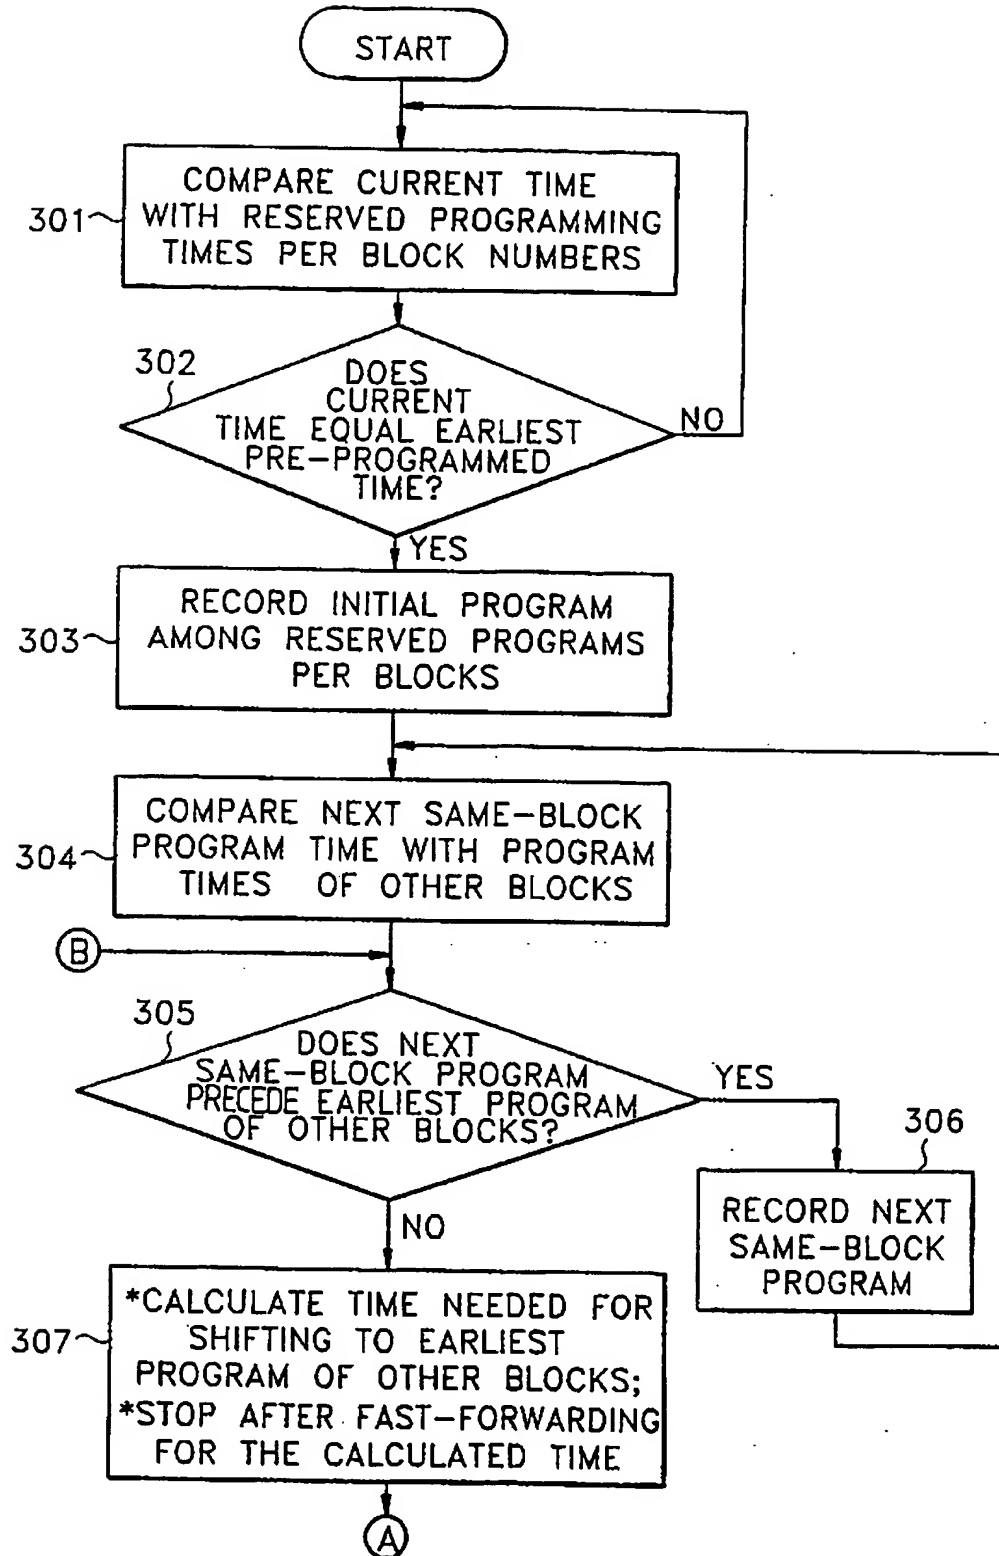 START
COMPARE CURRENT TIME
WITH RESERVED PROGRAMMING
TIMES PER BLOCK NUMBERS
301
302
DOES
CURRENT
TIME EQUAL EARLIEST
PRE-PROGRAMMED
TIME?
NO
YES
RECORD INITIAL PROGRAM
AMONG RESERVED PROGRAMS
PER BLOCKS
303
COMPARE NEXT SAME-BLOCK
PROGRAM TIME WITH PROGRAM
TIMES OF OTHER BLOCKS
304
B
305
DOES NEXT
SAME-BLOCK PROGRAM
PRECEDE EARLIEST PROGRAM
OF OTHER BLOCKS?
YES
306
RECORD NEXT
SAME-BLOCK
PROGRAM
NO
*CALCULATE TIME NEEDED FOR
SHIFTING TO EARLIEST
PROGRAM OF OTHER BLOCKS;
*STOP AFTER FAST-FORWARDING
FOR THE CALCULATED TIME
307
A